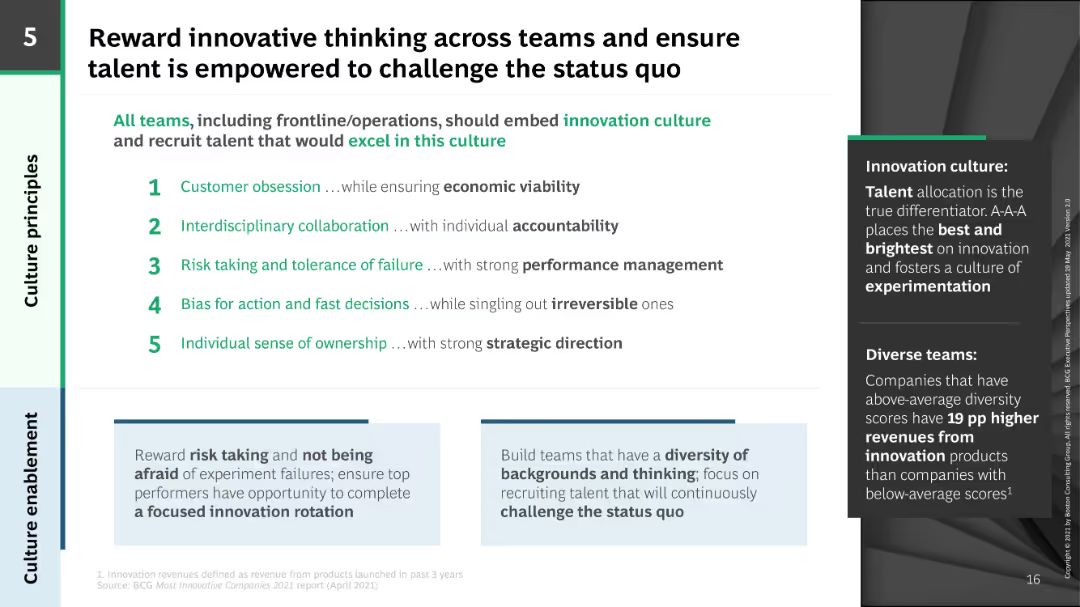 5
Reward innovative thinking across teams and ensure
talent is empowered to challenge the status quo
Culture principles
All teams, including frontline/operations, should embed innovation culture
and recruit talent that would excel in this culture
1 Customer obsession ...while ensuring economic viability
2 Interdisciplinary collaboration ...with individual accountability
3 Risk taking and tolerance of failure ...with strong performance management
4 Bias for action and fast decisions ...while singling out irreversible ones
5 Individual sense of ownership ...with strong strategic direction
Culture enablement
Reward risk taking and not being
afraid of experiment failures; ensure top
performers have opportunity to complete
a focused innovation rotation
Build teams that have a diversity of
backgrounds and thinking; focus on
recruiting talent that will continuously
challenge the status quo
Innovation culture:
Talent allocation is the
true differentiator. A-A-A
places the best and
brightest on innovation
and fosters a culture of
experimentation
Diverse teams:
Companies that have
above-average diversity
scores have 19 pp higher
revenues from
innovation products
than companies with
below-average scores¹
1. Innovation revenues defined as revenue from products launched in past 3 years
Source: BCG Most Innovative Companies 2021 report (April 2021)
16
Copyright © 2021 by Boston Consulting Group. All rights reserved. BCG Executive Perspectives updated 19 May 2021 Version 2.0